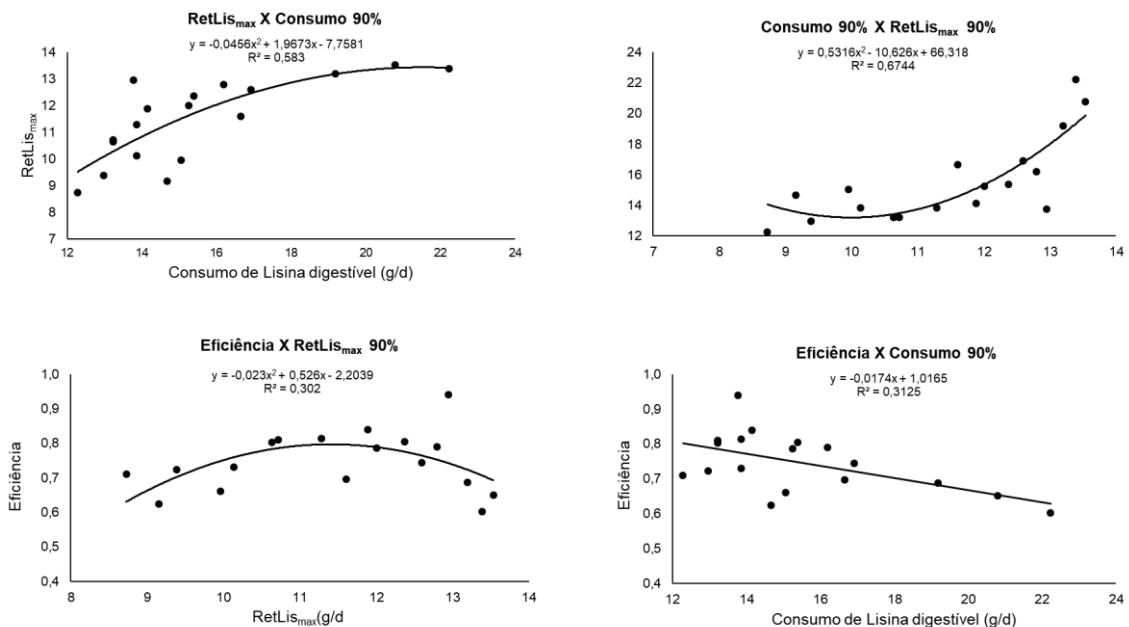 RetLismax X Consumo 90%
y = -0,0456x² + 1,9673x - 7,7581
R² = 0,583
14
13
12
11
10
9
8
7
RetLismax
12 14 16 18 20 22 24
Consumo de Lisina digestível (g/d)
Consumo 90% X RetLismax 90%
y = 0,5316x² - 10,626x + 66,318
R² = 0,6744
24
22
20
18
16
14
12
7 8 9 10 11 12 13 14
Eficiência X RetLismax 90%
y = -0,023x² + 0,526x - 2,2039
R² = 0,302
1,0
0,9
0,8
0,7
0,6
0,5
0,4
Eficiência
8 9 10 11 12 13 14
RetLismax(g/d
Eficiência X Consumo 90%
y = -0,0174x + 1,0165
R² = 0,3125
1,0
0,9
0,8
0,7
0,6
0,5
0,4
Eficiência
12 14 16 18 20 22 24
Consumo de Lisina digestível (g/d)